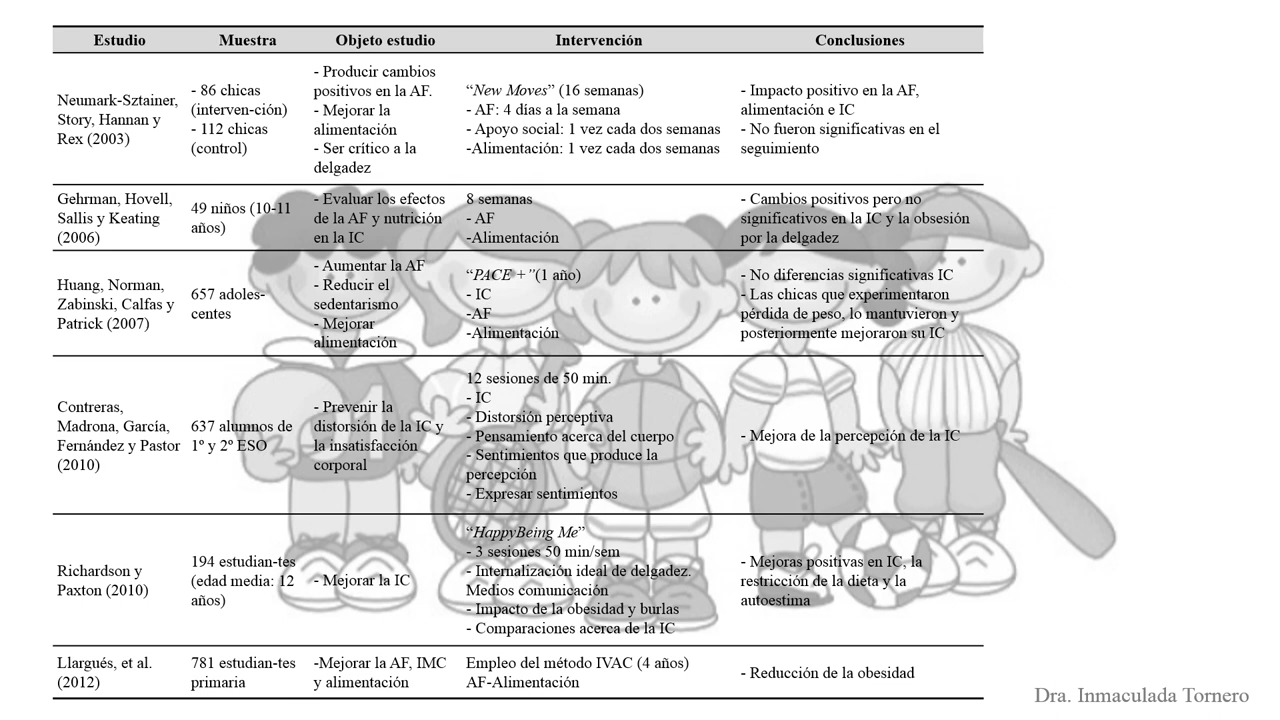 Estudio Muestra Objeto estudio Intervención Conclusiones
Neumark-Sztainer,
Story, Hannan y
Rex (2003)
- 86 chicas
(interven-ción)
- 112 chicas
(control)
- Producir cambios
positivos en la AF.
- Mejorar la
alimentación
- Ser crítico a la
delgadez
“New Moves” (16 semanas)
- AF: 4 días a la semana
- Apoyo social: 1 vez cada dos semanas
-Alimentación: 1 vez cada dos semanas
- Impacto positivo en la AF,
alimentación e IC
- No fueron significativas en el
seguimiento
Gehrman, Hovell,
Sallis y Keating
(2006)
49 niños (10-11
años)
- Evaluar los efectos
de la AF y nutrición
en la IC
8 semanas
- AF
-Alimentación
- Cambios positivos pero no
significativos en la IC y la obsesión
por la delgadez
Huang, Norman,
Zabinski, Calfas y
Patrick (2007)
657 adoles-
centes
- Aumentar la AF
- Reducir el
sedentarismo
- Mejorar
alimentación
“PACE +”(1 año)
- IC
-AF
-Alimentación
- No diferencias significativas IC
- Las chicas que experimentaron
pérdida de peso, lo mantuvieron y
posteriormente mejoraron su IC
Contreras,
Madrona, García,
Fernández y Pastor
(2010)
637 alumnos de
1º y 2º ESO
- Prevenir la
distorsión de la IC y
la insatisfacción
corporal
12 sesiones de 50 min.
- IC
- Distorsión perceptiva
- Pensamiento acerca del cuerpo
- Sentimientos que produce la
percepción
- Expresar sentimientos
- Mejora de la percepción de la IC
Richardson y
Paxton (2010)
194 estudian-tes
(edad media: 12
años)
- Mejorar la IC
“HappyBeing Me”
- 3 sesiones 50 min/sem
- Internalización ideal de delgadez.
Medios comunicación
- Impacto de la obesidad y burlas
- Comparaciones acerca de la IC
- Mejoras positivas en IC, la
restricción de la dieta y la
autoestima
Llargués, et al.
(2012)
781 estudian-tes
primaria
-Mejorar la AF, IMC
y alimentación
Empleo del método IVAC (4 años)
AF-Alimentación
- Reducción de la obesidad
Dra. Inmaculada Tornero